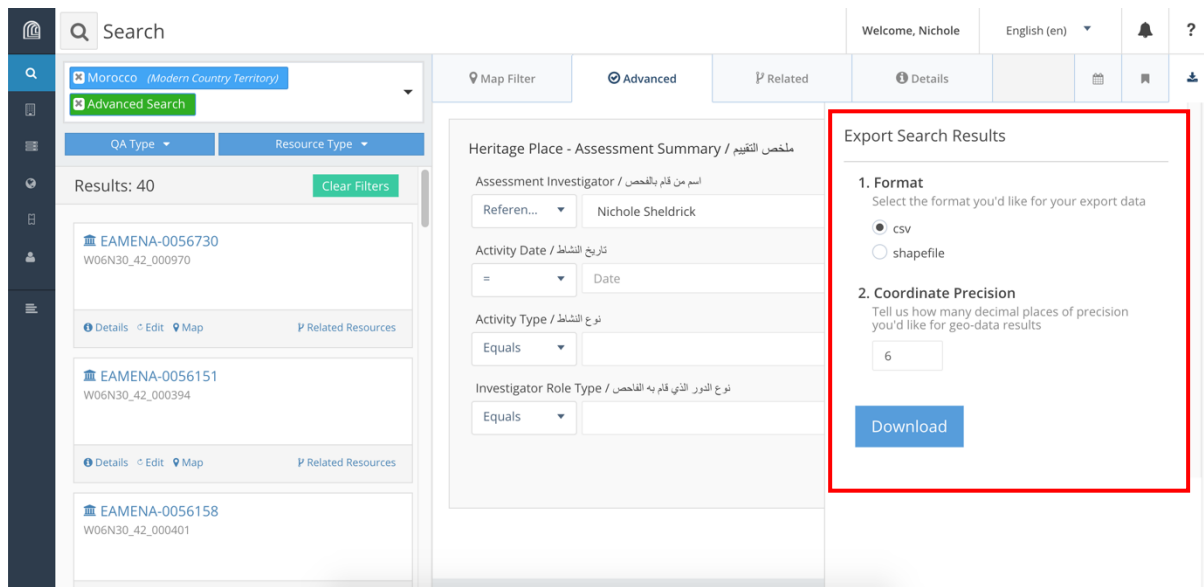 Search
Welcome, Nichole
English (en)
?
Morocco (Modern Country Territory)
Advanced Search
QA Type
Resource Type
Results: 40
Clear Filters
EAMENA-0056730
W06N30_42_000970
Details Edit Map Related Resources
EAMENA-0056151
W06N30_42_000394
Details Edit Map Related Resources
EAMENA-0056158
W06N30_42_000401
Map Filter
Advanced
Related
Details
Heritage Place - Assessment Summary / ملخص التقييم
Assessment Investigator / اسم من قام بالفحص
Referen... Nichole Sheldrick
Activity Date / تاريخ النشاط
= Date
Activity Type / نوع النشاط
Equals
Investigator Role Type / نوع الدور الذي قام به الفاحص
Equals
Export Search Results
1. Format
Select the format you'd like for your export data
csv
shapefile
2. Coordinate Precision
Tell us how many decimal places of precision
you'd like for geo-data results
6
Download